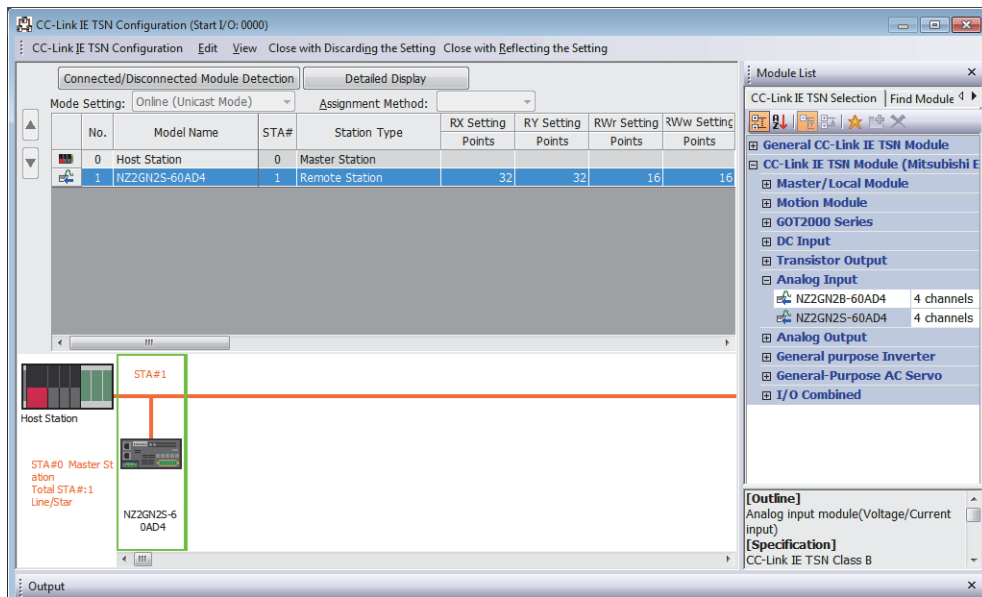 CC-Link IE TSN Configuration (Start I/O: 0000)
CC-Link IE TSN Configuration Edit View Close with Discarding the Setting Close with Reflecting the Setting
Connected/Disconnected Module Detection Detailed Display
Mode Setting: Online (Unicast Mode) Assignment Method:
No. Model Name STA# Station Type RX Setting RY Setting RWr Setting RWw Setting
Points Points Points Points
0 Host Station 0 Master Station
1 NZ2GN2S-60AD4 1 Remote Station 32 32 16 16
STA#1
Host Station
STA#0 Master St
ation
Total STA#:1
Line/Star
NZ2GN2S-6
0AD4
Module List
CC-Link IE TSN Selection Find Module
General CC-Link IE TSN Module
CC-Link IE TSN Module (Mitsubishi E
Master/Local Module
Motion Module
GOT2000 Series
DC Input
Transistor Output
Analog Input
NZ2GN2B-60AD4 4 channels
NZ2GN2S-60AD4 4 channels
Analog Output
General purpose Inverter
General-Purpose AC Servo
I/O Combined
[Outline]
Analog input module(Voltage/Current
input)
[Specification]
CC-Link IE TSN Class B
Output